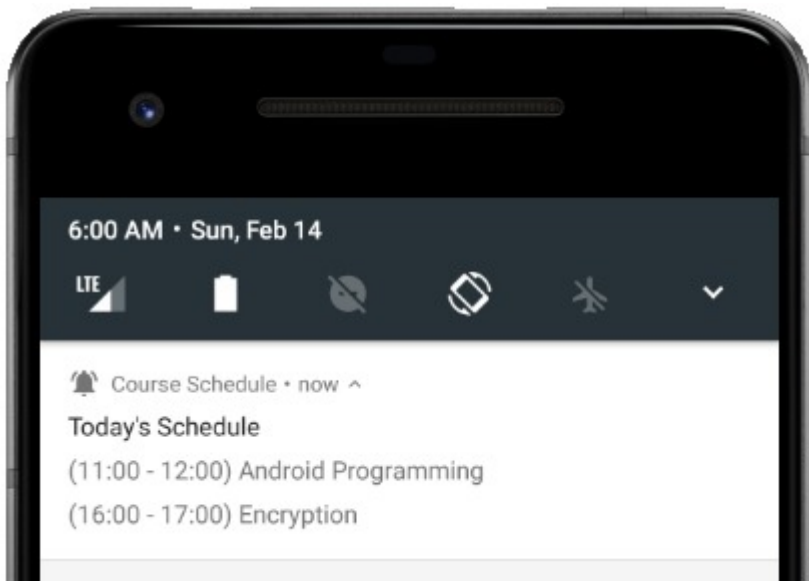 6:00 AM • Sun, Feb 14
LTE
Course Schedule • now
Today's Schedule
(11:00 - 12:00) Android Programming
(16:00 - 17:00) Encryption